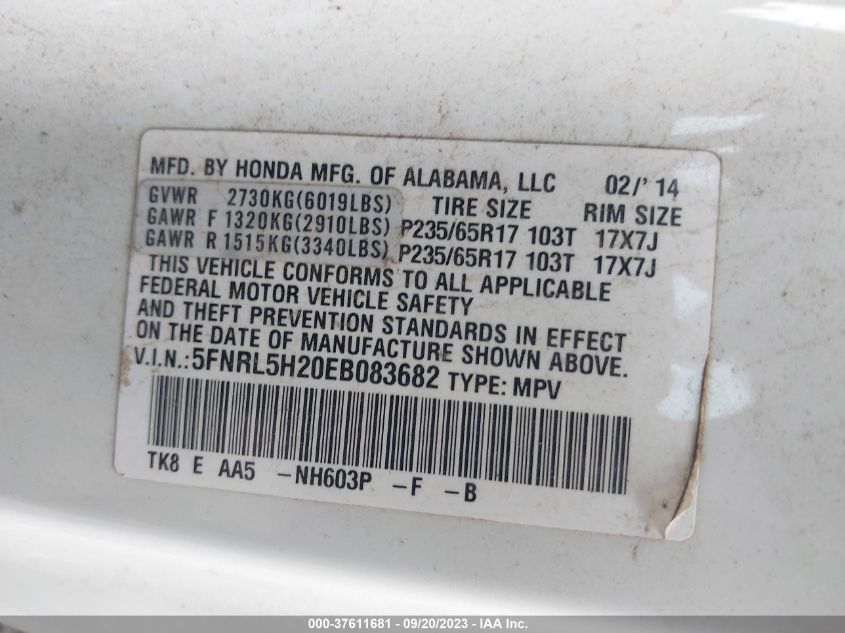 MFD. BY HONDA MFG. OF ALABAMA, LLC 02/' 14
GVWR 2730KG(6019LBS) TIRE SIZE RIM SIZE
GAWR F 1320KG(2910LBS) P235/65R17 103T 17X7J
GAWR R 1515KG(3340LBS) P235/65R17 103T 17X7J
THIS VEHICLE CONFORMS TO ALL APPLICABLE
FEDERAL MOTOR VEHICLE SAFETY
AND THEFT PREVENTION STANDARDS IN EFFECT
ON THE DATE OF MANUFACTURE SHOWN ABOVE.
V.I.N.:5FNRL5H20EB083682 TYPE: MPV
TK8 E AA5 -NH603P -F -B
000-37611681 - 09/20/2023 - IAA Inc.